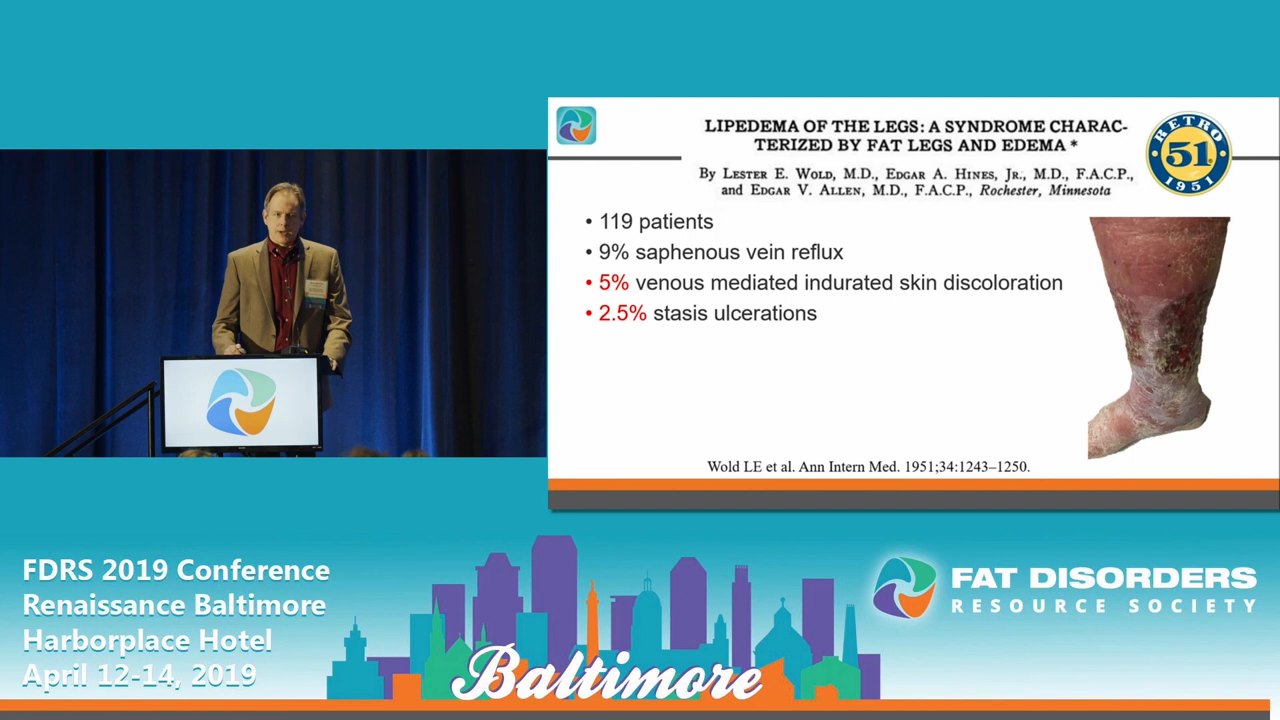 LIPEDEMA OF THE LEGS: A SYNDROME CHARAC-
TERIZED BY FAT LEGS AND EDEMA *
By LESTER E. WOLD, M.D., EDGAR A. HINES, JR., M.D., F.A.C.P.,
and EDGAR V. ALLEN, M.D., F.A.C.P., Rochester, Minnesota
RETRO
51
1951
• 119 patients
• 9% saphenous vein reflux
• 5% venous mediated indurated skin discoloration
• 2.5% stasis ulcerations
Wold LE et al. Ann Intern Med. 1951;34:1243–1250.
FDRS 2019 Conference
Renaissance Baltimore
Harborplace Hotel
April 12-14, 2019
Baltimore
FAT DISORDERS
RESOURCE SOCIETY